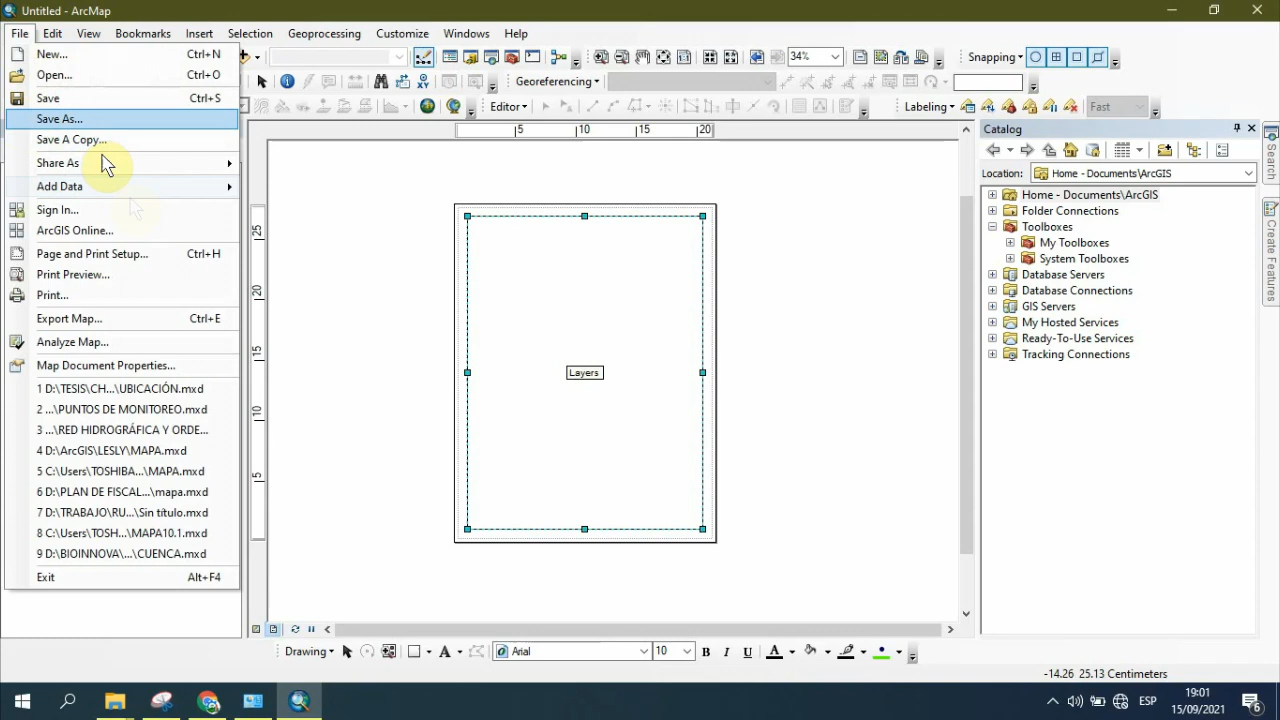 Untitled - ArcMap
File Edit View Bookmarks Insert Selection Geoprocessing Customize Windows Help
New... Ctrl+N
Open... Ctrl+O
Save Ctrl+S
Save As...
Save A Copy...
Share As
Add Data
Sign In...
ArcGIS Online...
Page and Print Setup... Ctrl+H
Print Preview...
Print...
Export Map... Ctrl+E
Analyze Map...
Map Document Properties...
1 D:\TESIS\CH...\UBICACIÓN.mxd
2 ...\PUNTOS DE MONITOREO.mxd
3 ...\RED HIDROGRÁFICA Y ORDE...
4 D:\ArcGIS\LESLY\MAPA.mxd
5 C:\Users\TOSHIBA...\MAPA.mxd
6 D:\PLAN DE FISCAL...\mapa.mxd
7 D:\TRABAJO\RU...\Sin título.mxd
8 C:\Users\TOSH...\MAPA10.1.mxd
9 D:\BIOINNOVA\...\CUENCA.mxd
Exit Alt+F4
34%
Snapping
Georeferencing
Editor
Labeling
Fast
5 10 15 20
25
20
15
10
5
Layers
Catalog
Location: Home - Documents\ArcGIS
Home - Documents\ArcGIS
Folder Connections
Toolboxes
My Toolboxes
System Toolboxes
Database Servers
Database Connections
GIS Servers
My Hosted Services
Ready-To-Use Services
Tracking Connections
Search
Create Features
Drawing
A
Arial
10
B I U A
-14.26 25.13 Centimeters
ESP
19:01
15/09/2021
6